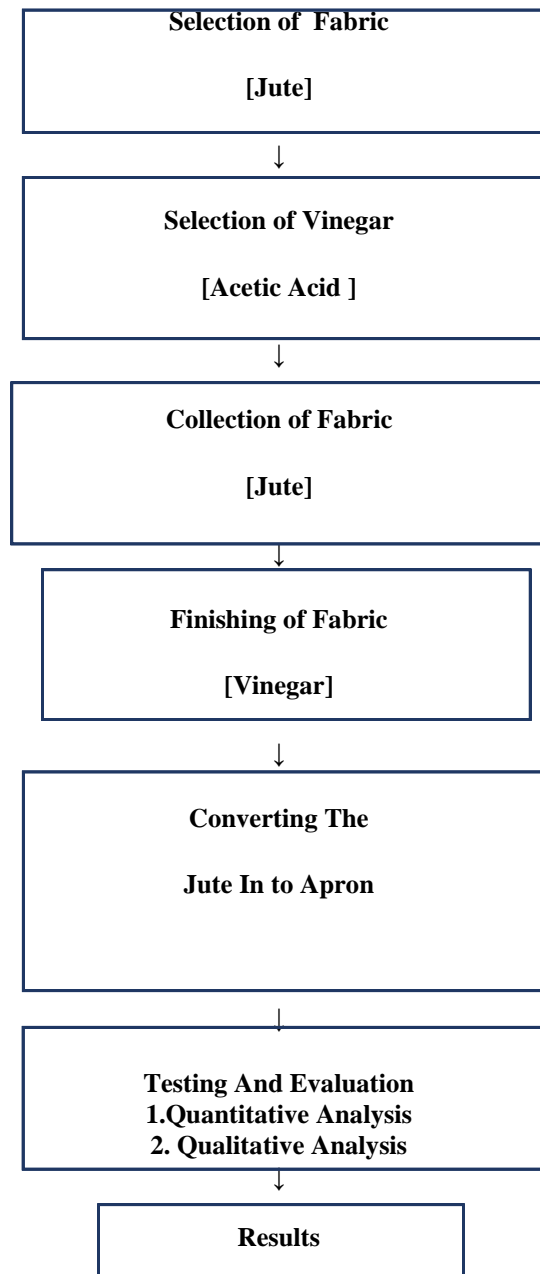 Selection of Fabric
[Jute]
↓
Selection of Vinegar
[Acetic Acid ]
↓
Collection of Fabric
[Jute]
↓
Finishing of Fabric
[Vinegar]
↓
Converting The
Jute In to Apron
↓
Testing And Evaluation
1.Quantitative Analysis
2. Qualitative Analysis
↓
Results